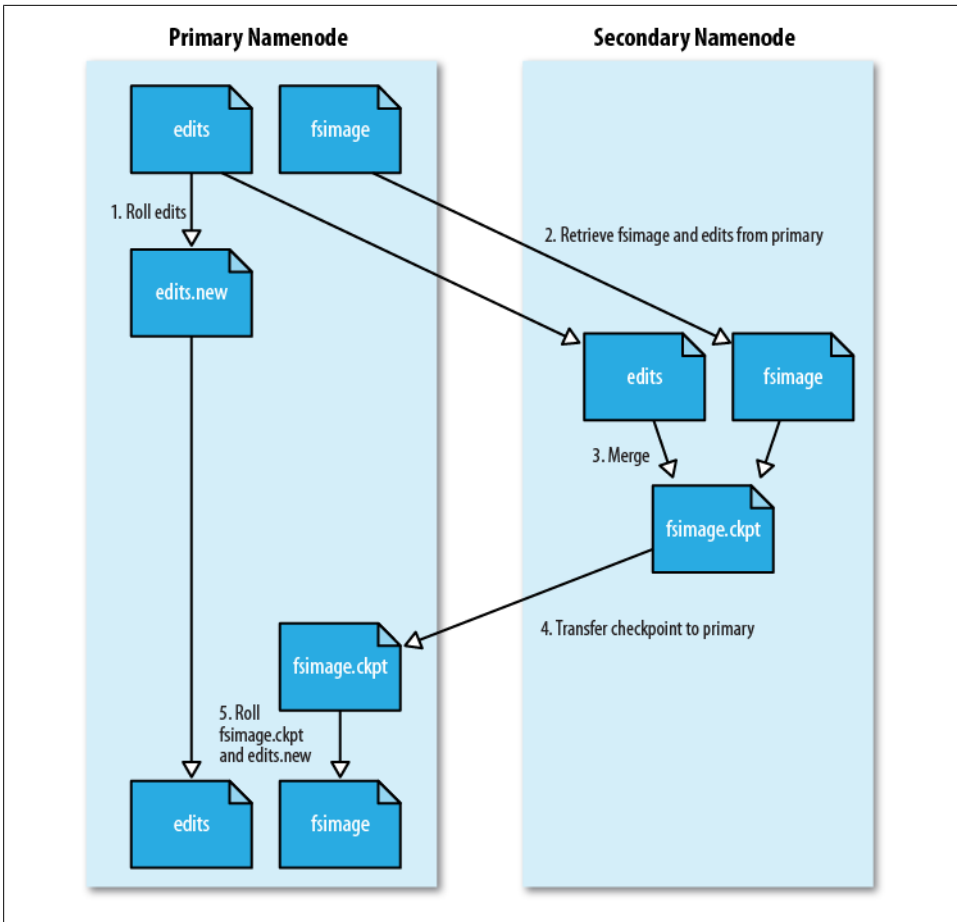 Primary Namenode
Secondary Namenode
edits
fsimage
1. Roll edits
2. Retrieve fsimage and edits from primary
edits.new
edits
fsimage
3. Merge
fsimage.ckpt
4. Transfer checkpoint to primary
fsimage.ckpt
5. Roll
fsimage.ckpt
and edits.new
edits
fsimage